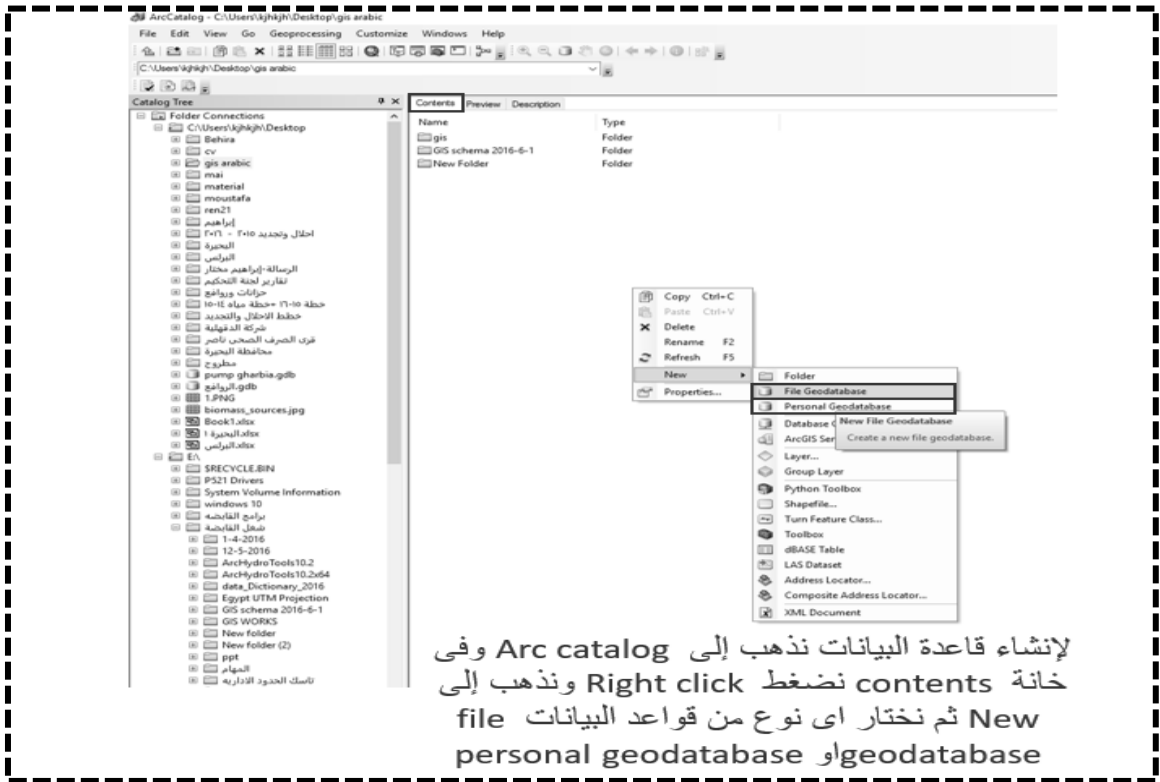 ArcCatalog - C:\Users\kjhkjh\Desktop\gis arabic
File Edit View Go Geoprocessing Customize Windows Help
C:\Users\kjhkjh\Desktop\gis arabic
Catalog Tree
Folder Connections
C:\Users\kjhkjh\Desktop
Behira
cv
gis arabic
mai
material
moustafa
ren21
إبراهيم
احلال وتجديد ٢٠١٥ - ٢٠١٦
البحيرة
البرلس
الرسالة-إبراهيم مختار
تقارير لجنة التحكيم
خزانات وروافع
خطة ١٥-١٦ +خطة مياه ١٤-١٥
خطط الاحلال والتجديد
شركة الدقهلية
قرى الصرف الصحى ناصر
محافظة البحيرة
مطروح
pump gharbia.gdb
الروافع.gdb
1.PNG
biomass_sources.jpg
Book1.xlsx
البحيرة ١.xlsx
البرلس.xlsx
E:\
$RECYCLE.BIN
P521 Drivers
System Volume Information
windows 10
برامج القابضه
شغل القابضة
1-4-2016
12-5-2016
ArcHydroTools10.2
ArcHydroTools10.2x64
data_Dictionary_2016
Egypt UTM Projection
GIS schema 2016-6-1
GIS WORKS
New folder
New folder (2)
ppt
المهام
تاسك الحدود الاداريه
Contents Preview Description
Name Type
gis Folder
GIS schema 2016-6-1 Folder
New Folder Folder
Copy Ctrl+C
Paste Ctrl+V
Delete
Rename F2
Refresh F5
New
Properties...
Folder
File Geodatabase
Personal Geodatabase
Database
ArcGIS Ser
Layer...
Group Layer
Python Toolbox
Shapefile...
Turn Feature Class...
Toolbox
dBASE Table
LAS Dataset
Address Locator...
Composite Address Locator...
XML Document
New File Geodatabase
Create a new file geodatabase.
لإنشاء قاعدة البيانات نذهب إلى Arc catalog وفى
خانة contents نضغط Right click ونذهب إلى
New ثم نختار اى نوع من قواعد البيانات file
geodatabaseاو personal geodatabase